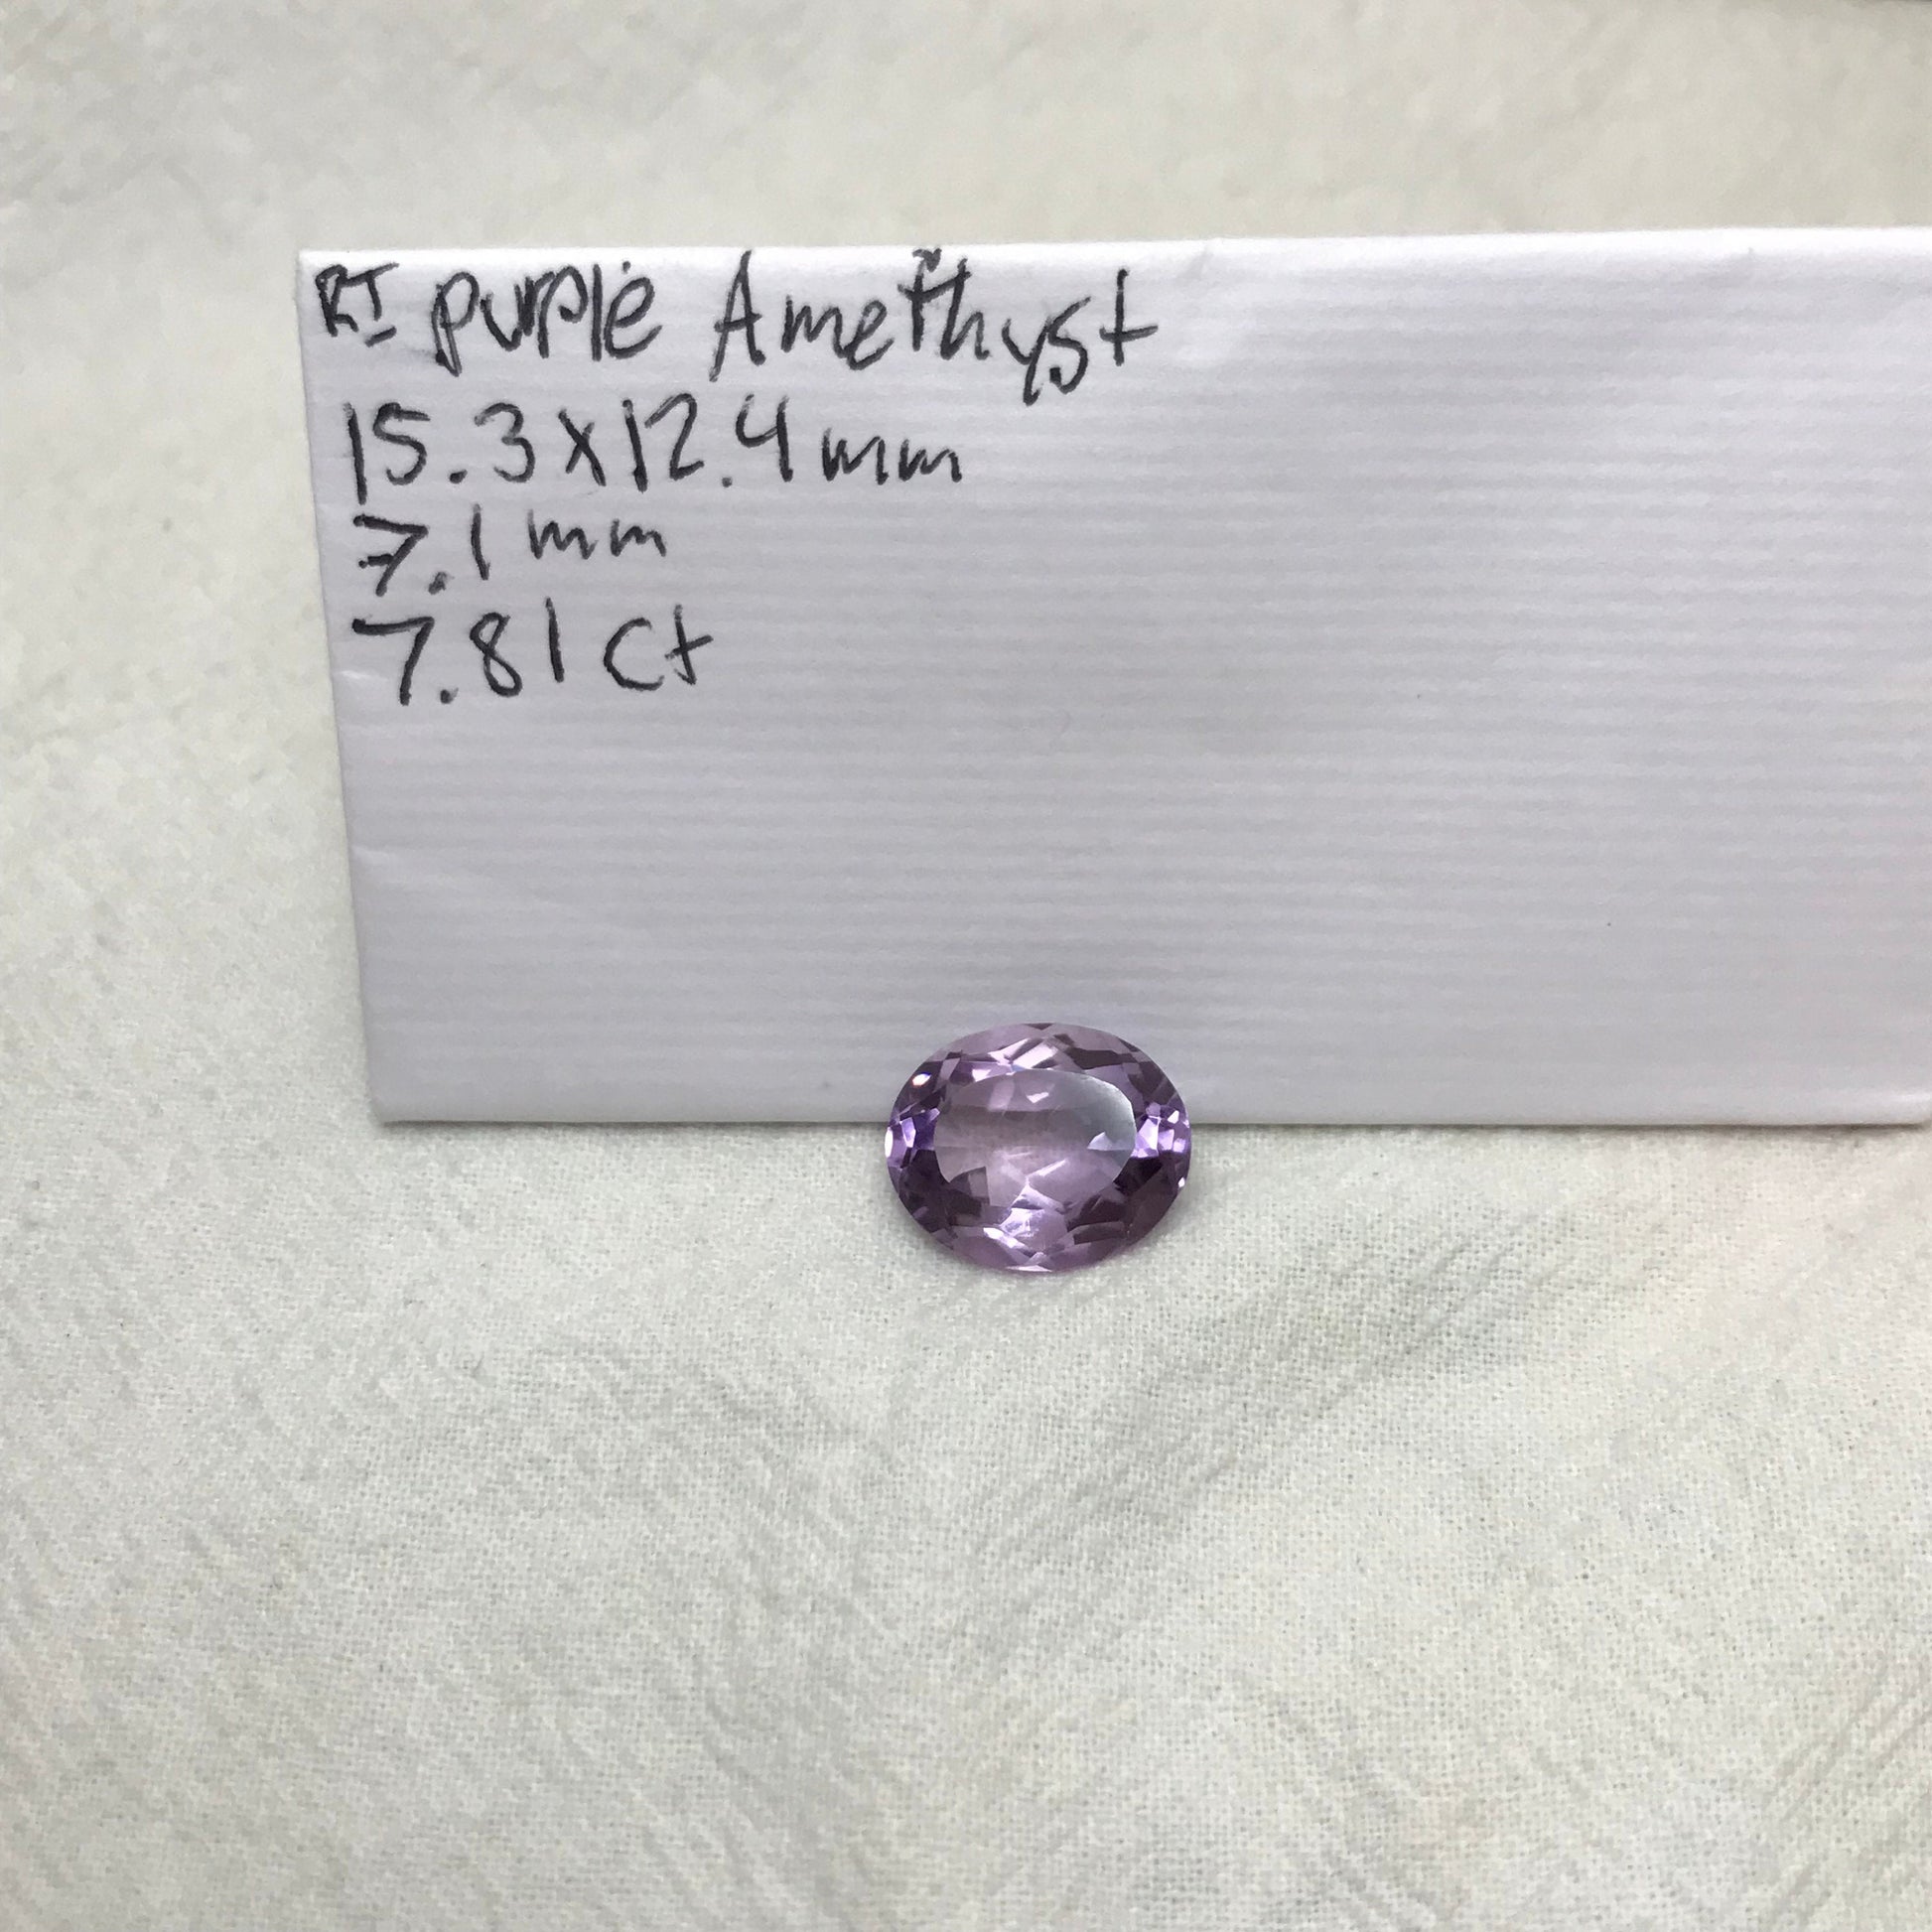 RI purple Amethyst
15.3x12.4mm
7.1mm
7.81ct